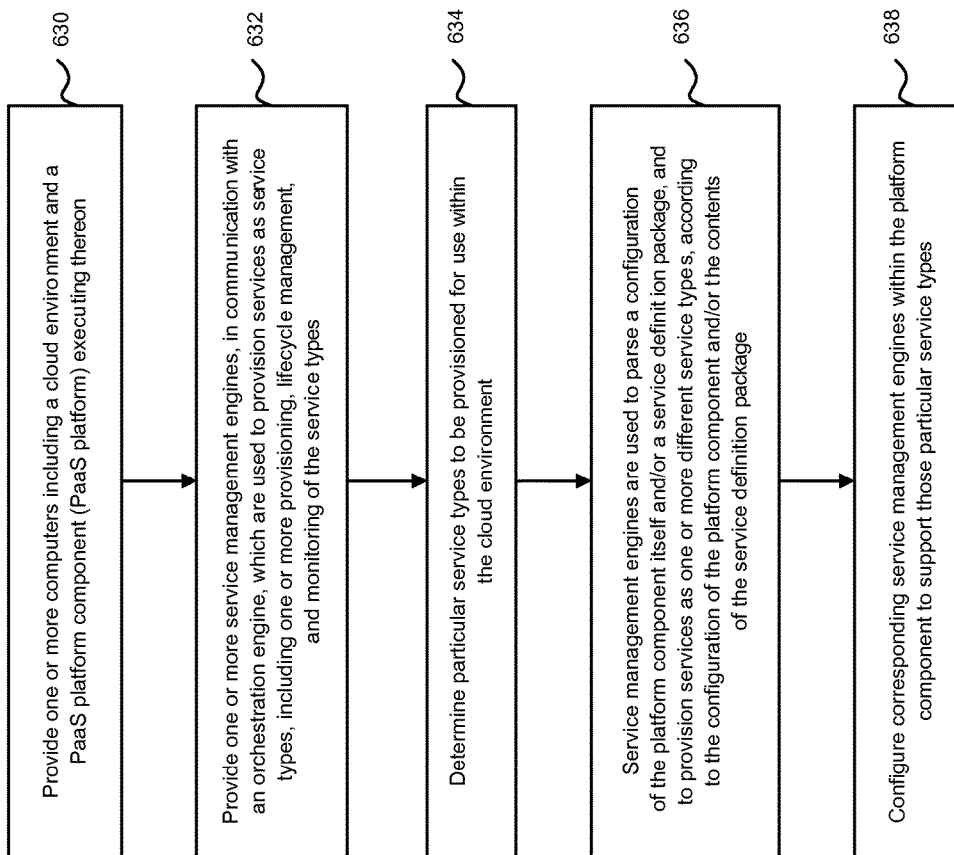 Provide one or more computers including a cloud environment and a
PaaS platform component (PaaS platform) executing thereon
630
Provide one or more service management engines, in communication with
an orchestration engine, which are used to provision services as service
types, including one or more provisioning, lifecycle management,
and monitoring of the service types
632
Determine particular service types to be provisioned for use within
the cloud environment
634
Service management engines are used to parse a configuration
of the platform component itself and/or a service definition package, and
to provision services as one or more different service types, according
to the configuration of the platform component and/or the contents
of the service definition package
636
Configure corresponding service management engines within the platform
component to support those particular service types
638